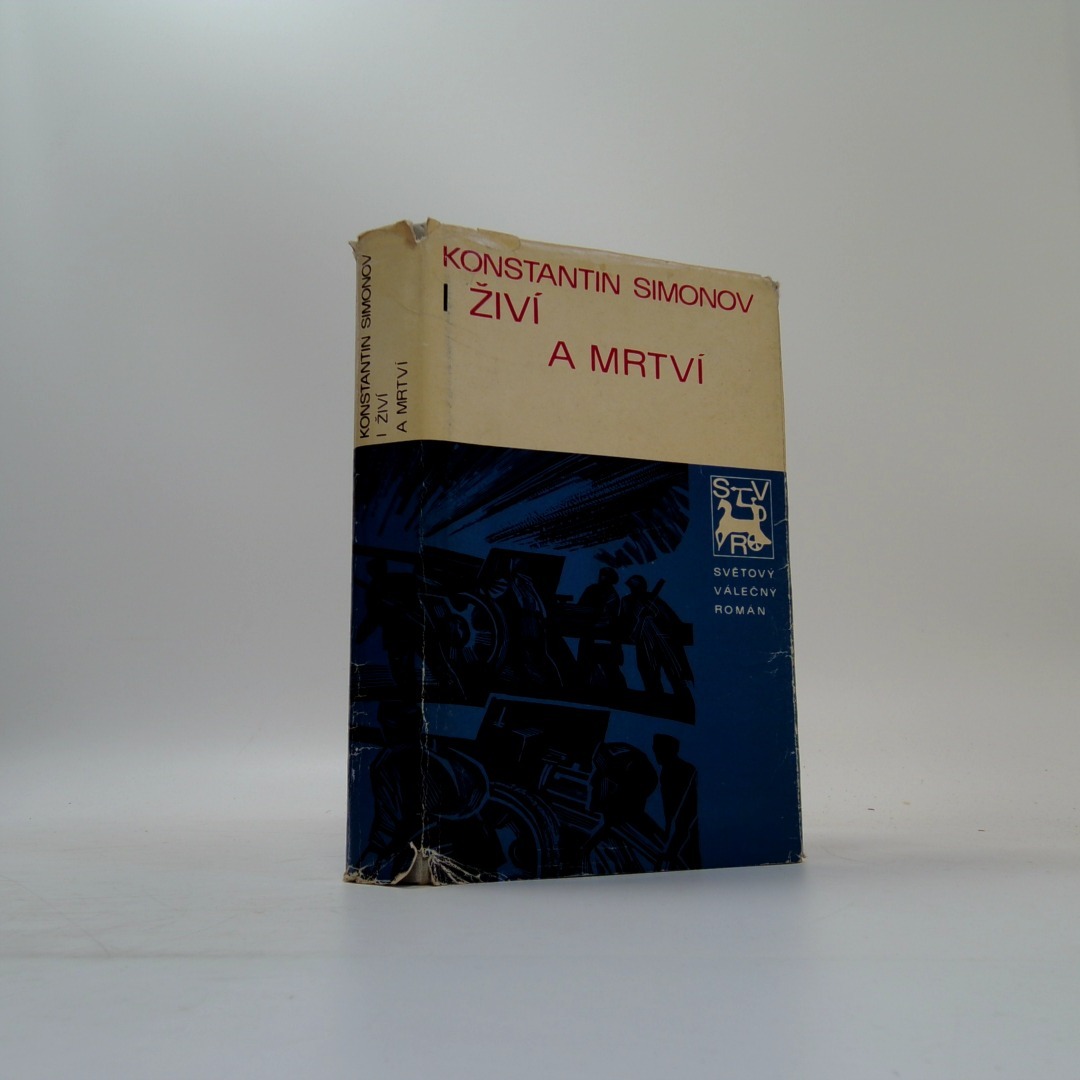 KONSTANTIN SIMONOV
I ŽIVÍ
A MRTVÍ
KONSTANTIN SIMONOV
I ŽIVÍ
A MRTVÍ
S V
R
SVĚTOVÝ
VÁLEČNÝ
ROMÁN